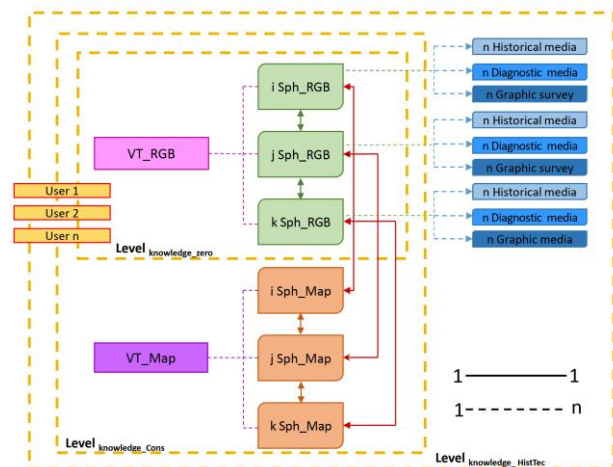 n Historical media
i Sph_RGB
n Diagnostic media
n Graphic survey
n Historical media
VT_RGB
j Sph_RGB
n Diagnostic media
n Graphic survey
User 1
n Historical media
User 2
k Sph_RGB
n Diagnostic media
User n
n Graphic media
Level knowledge_zero
i Sph_Map
VT_Map
j Sph_Map
1 1
1 n
k Sph_Map
Level knowledge_Cons
Level knowledge_ HistTec